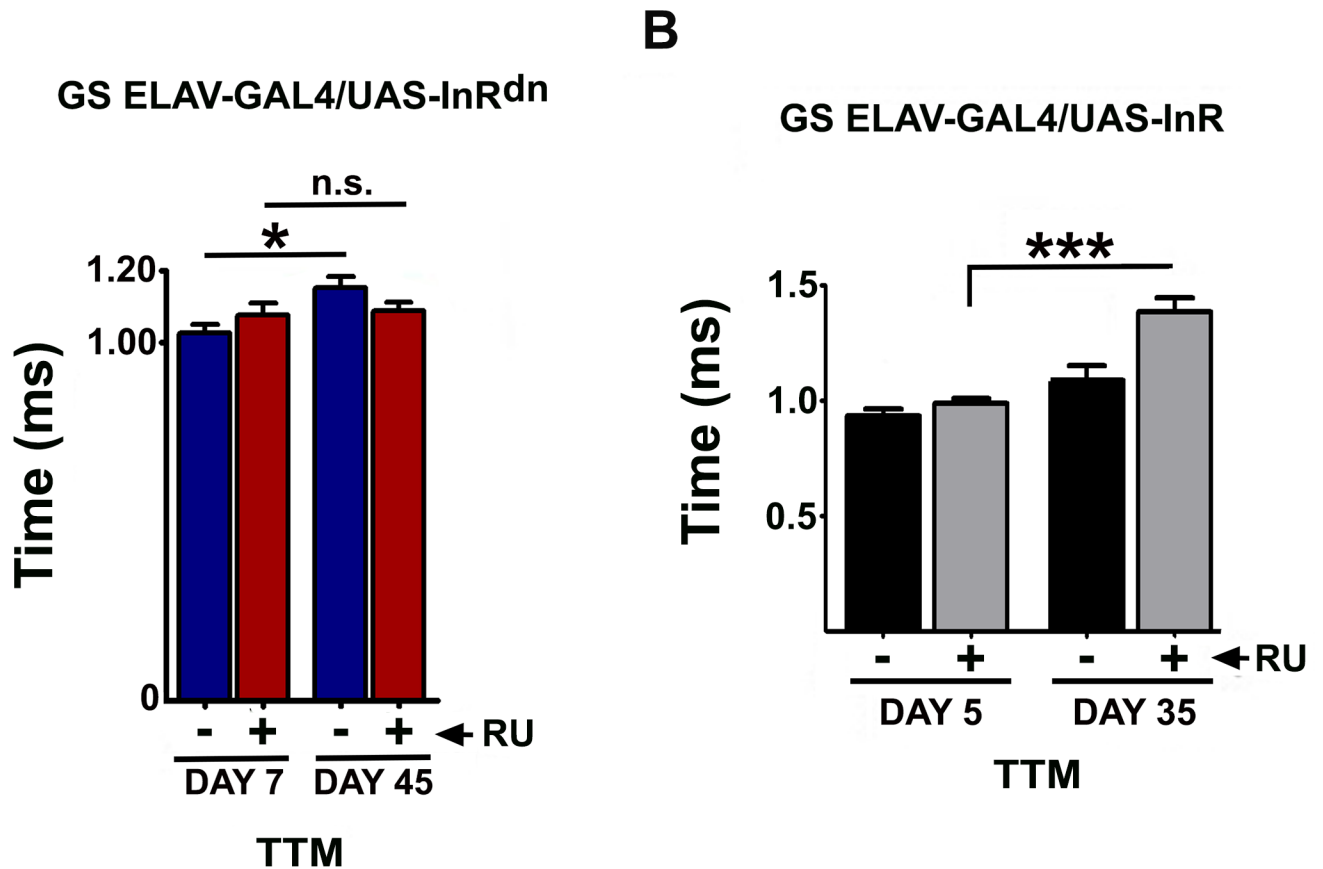 B
GS ELAV-GAL4/UAS-InRdn
n.s.
*
1.20
1.00
0
Time (ms)
- + - + RU
DAY 7 DAY 45
TTM
GS ELAV-GAL4/UAS-InR
***
1.5
1.0
0.5
Time (ms)
- + - + RU
DAY 5 DAY 35
TTM